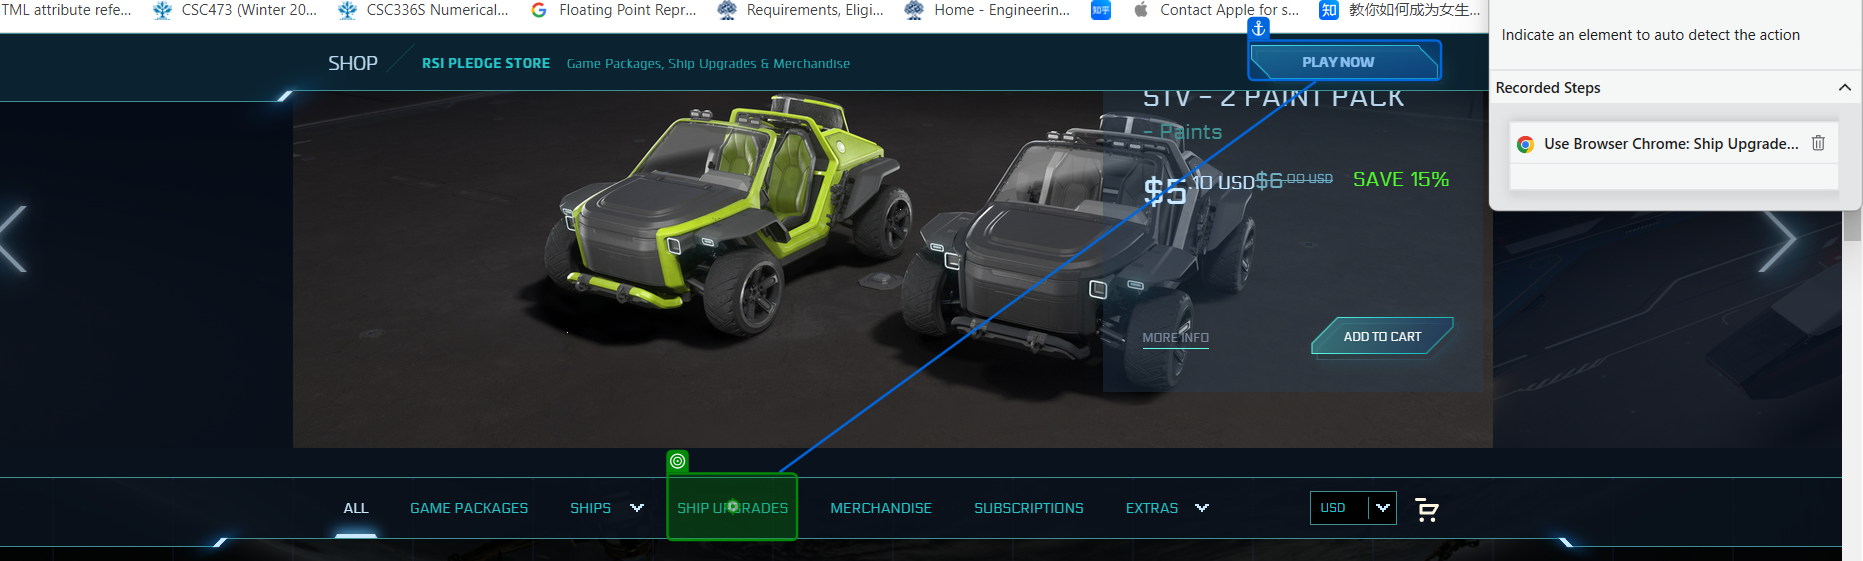 TML attribute refe...
CSC473 (Winter 20...
CSC336S Numerical...
Floating Point Repr...
Requirements, Eligi...
Home - Engineerin...
知乎
Contact Apple for s...
知 教你如何成为女生...
Indicate an element to auto detect the action
Recorded Steps
Use Browser Chrome: Ship Upgrade...
SHOP
RSI PLEDGE STORE
Game Packages, Ship Upgrades & Merchandise
PLAY NOW
STV - 2 PAINT PACK
- Paints
$5.10 USD $6.00 USD SAVE 15%
MORE INFO
ADD TO CART
ALL
GAME PACKAGES
SHIPS
SHIP UPGRADES
MERCHANDISE
SUBSCRIPTIONS
EXTRAS
USD